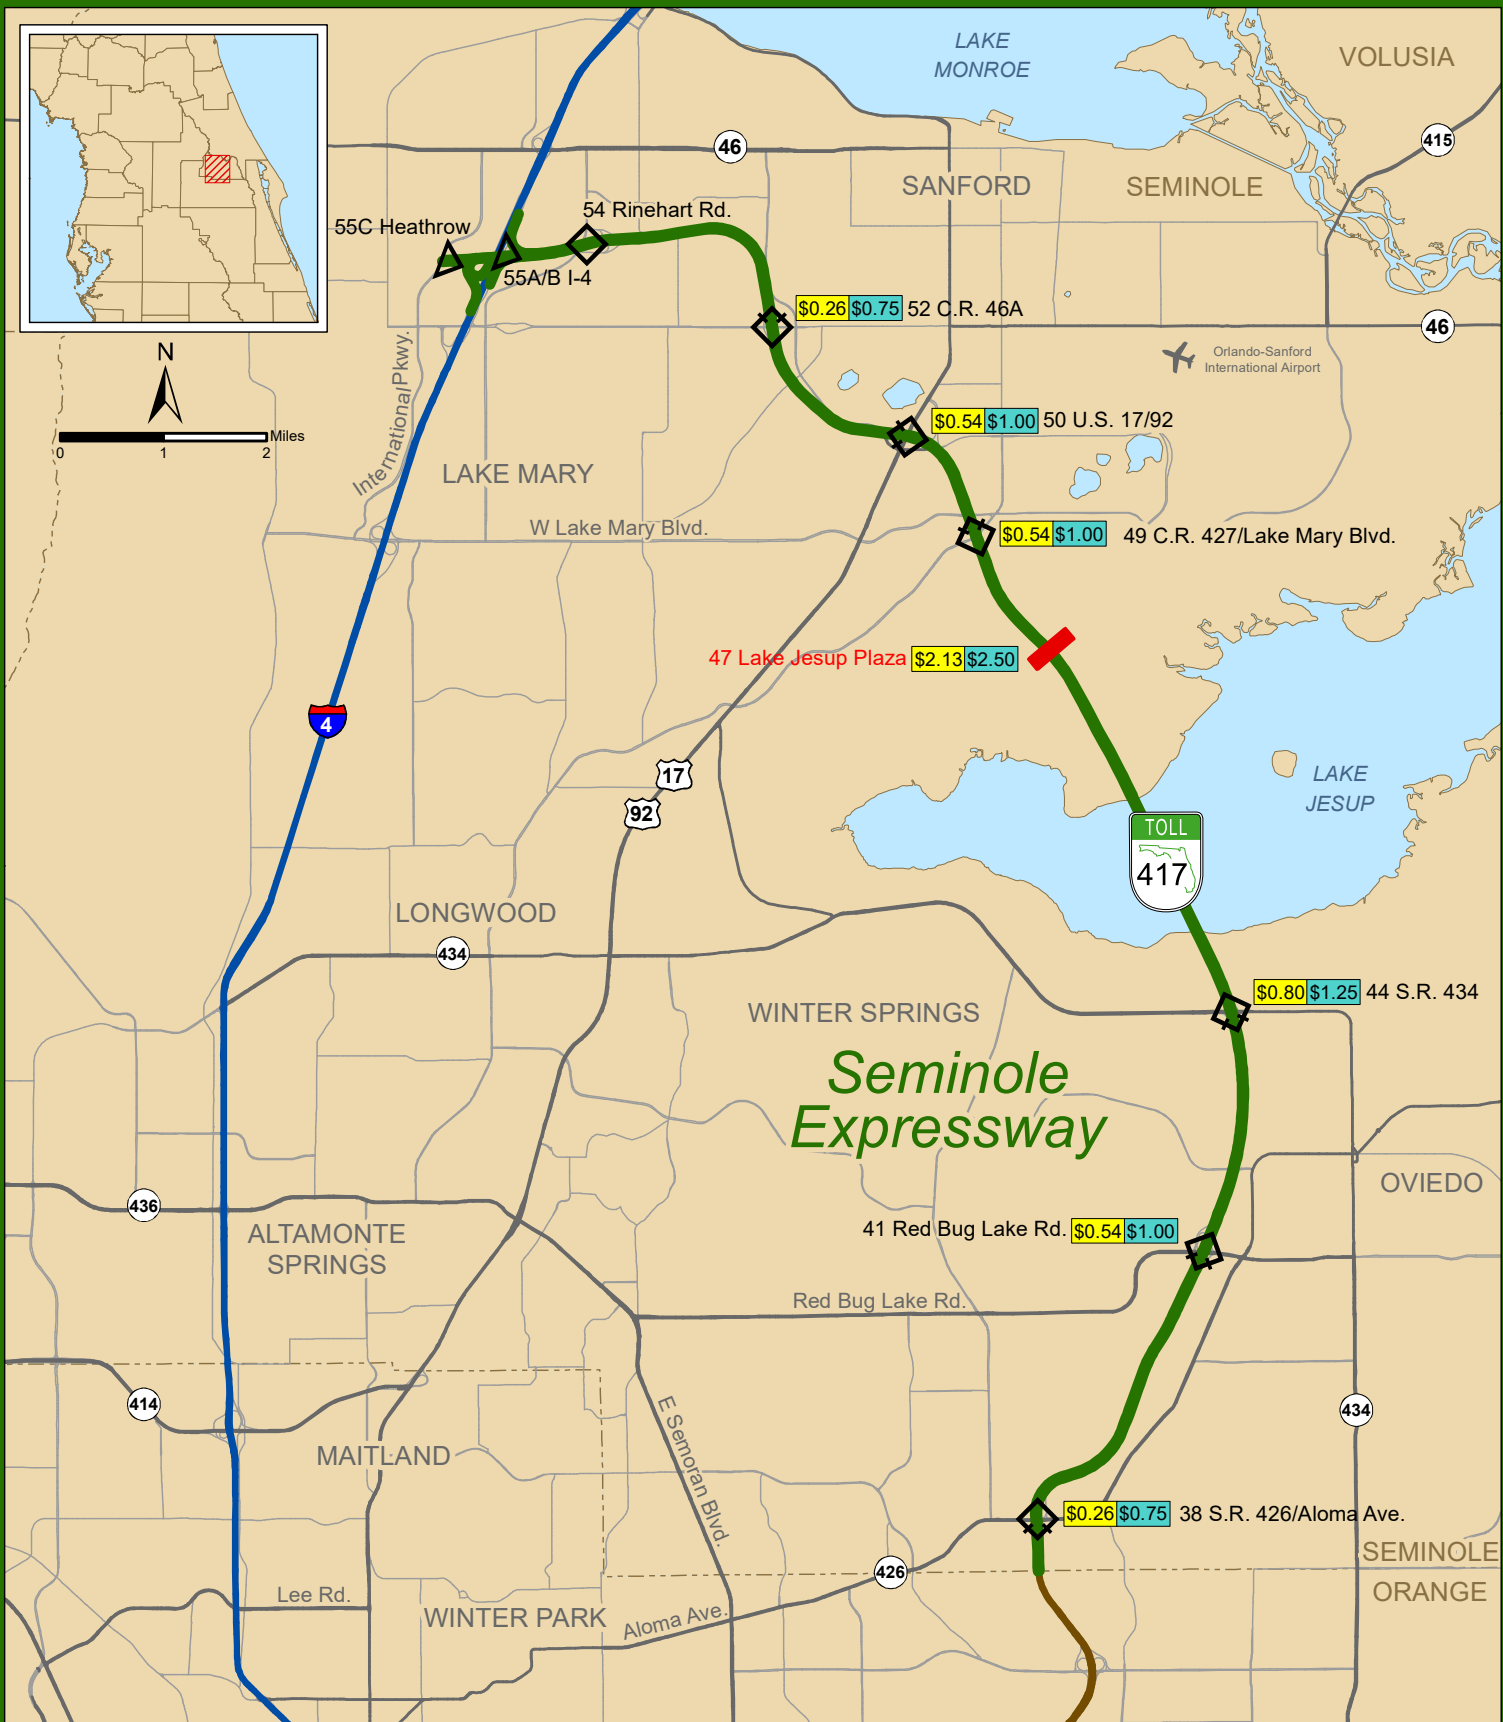 LAKE
MONROE
VOLUSIA
46
415
SANFORD
SEMINOLE
54 Rinehart Rd.
55C Heathrow
55A/B I-4
$0.26 $0.75 52 C.R. 46A
46
N
Orlando-Sanford
International Airport
International Pkwy.
Miles
0 1 2
$0.54 $1.00 50 U.S. 17/92
LAKE MARY
W Lake Mary Blvd.
$0.54 $1.00 49 C.R. 427/Lake Mary Blvd.
47 Lake Jesup Plaza $2.13 $2.50
4
17
92
LAKE
JESUP
TOLL
417
LONGWOOD
434
$0.80 $1.25 44 S.R. 434
WINTER SPRINGS
Seminole
Expressway
OVIEDO
436
ALTAMONTE
SPRINGS
41 Red Bug Lake Rd. $0.54 $1.00
Red Bug Lake Rd.
414
434
E Semoran Blvd.
MAITLAND
$0.26 $0.75 38 S.R. 426/Aloma Ave.
SEMINOLE
426
ORANGE
Lee Rd.
WINTER PARK
Aloma Ave.